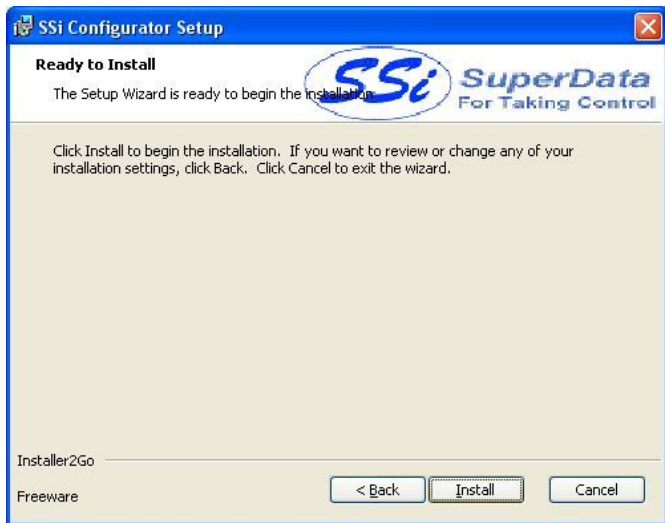 SSi Configurator Setup
Ready to Install
The Setup Wizard is ready to begin the installation.
SSi
SuperData
For Taking Control
Click Install to begin the installation. If you want to review or change any of your
installation settings, click Back. Click Cancel to exit the wizard.
Installer2Go
Freeware
< Back
Install
Cancel